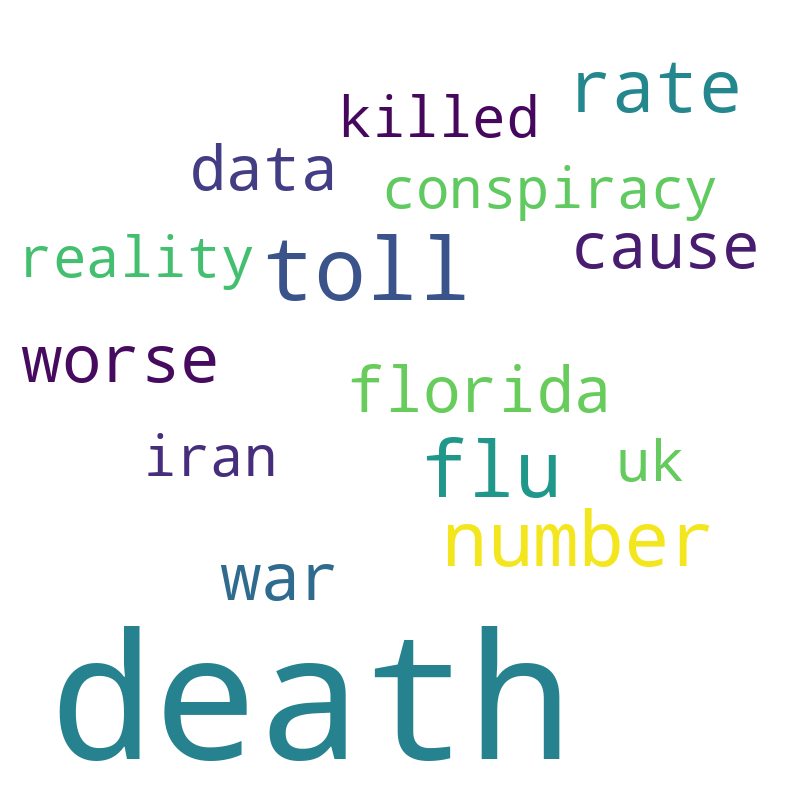 rate
killed
data
conspiracy
cause
reality
toll
worse
florida
iran
flu
uk
number
war
death